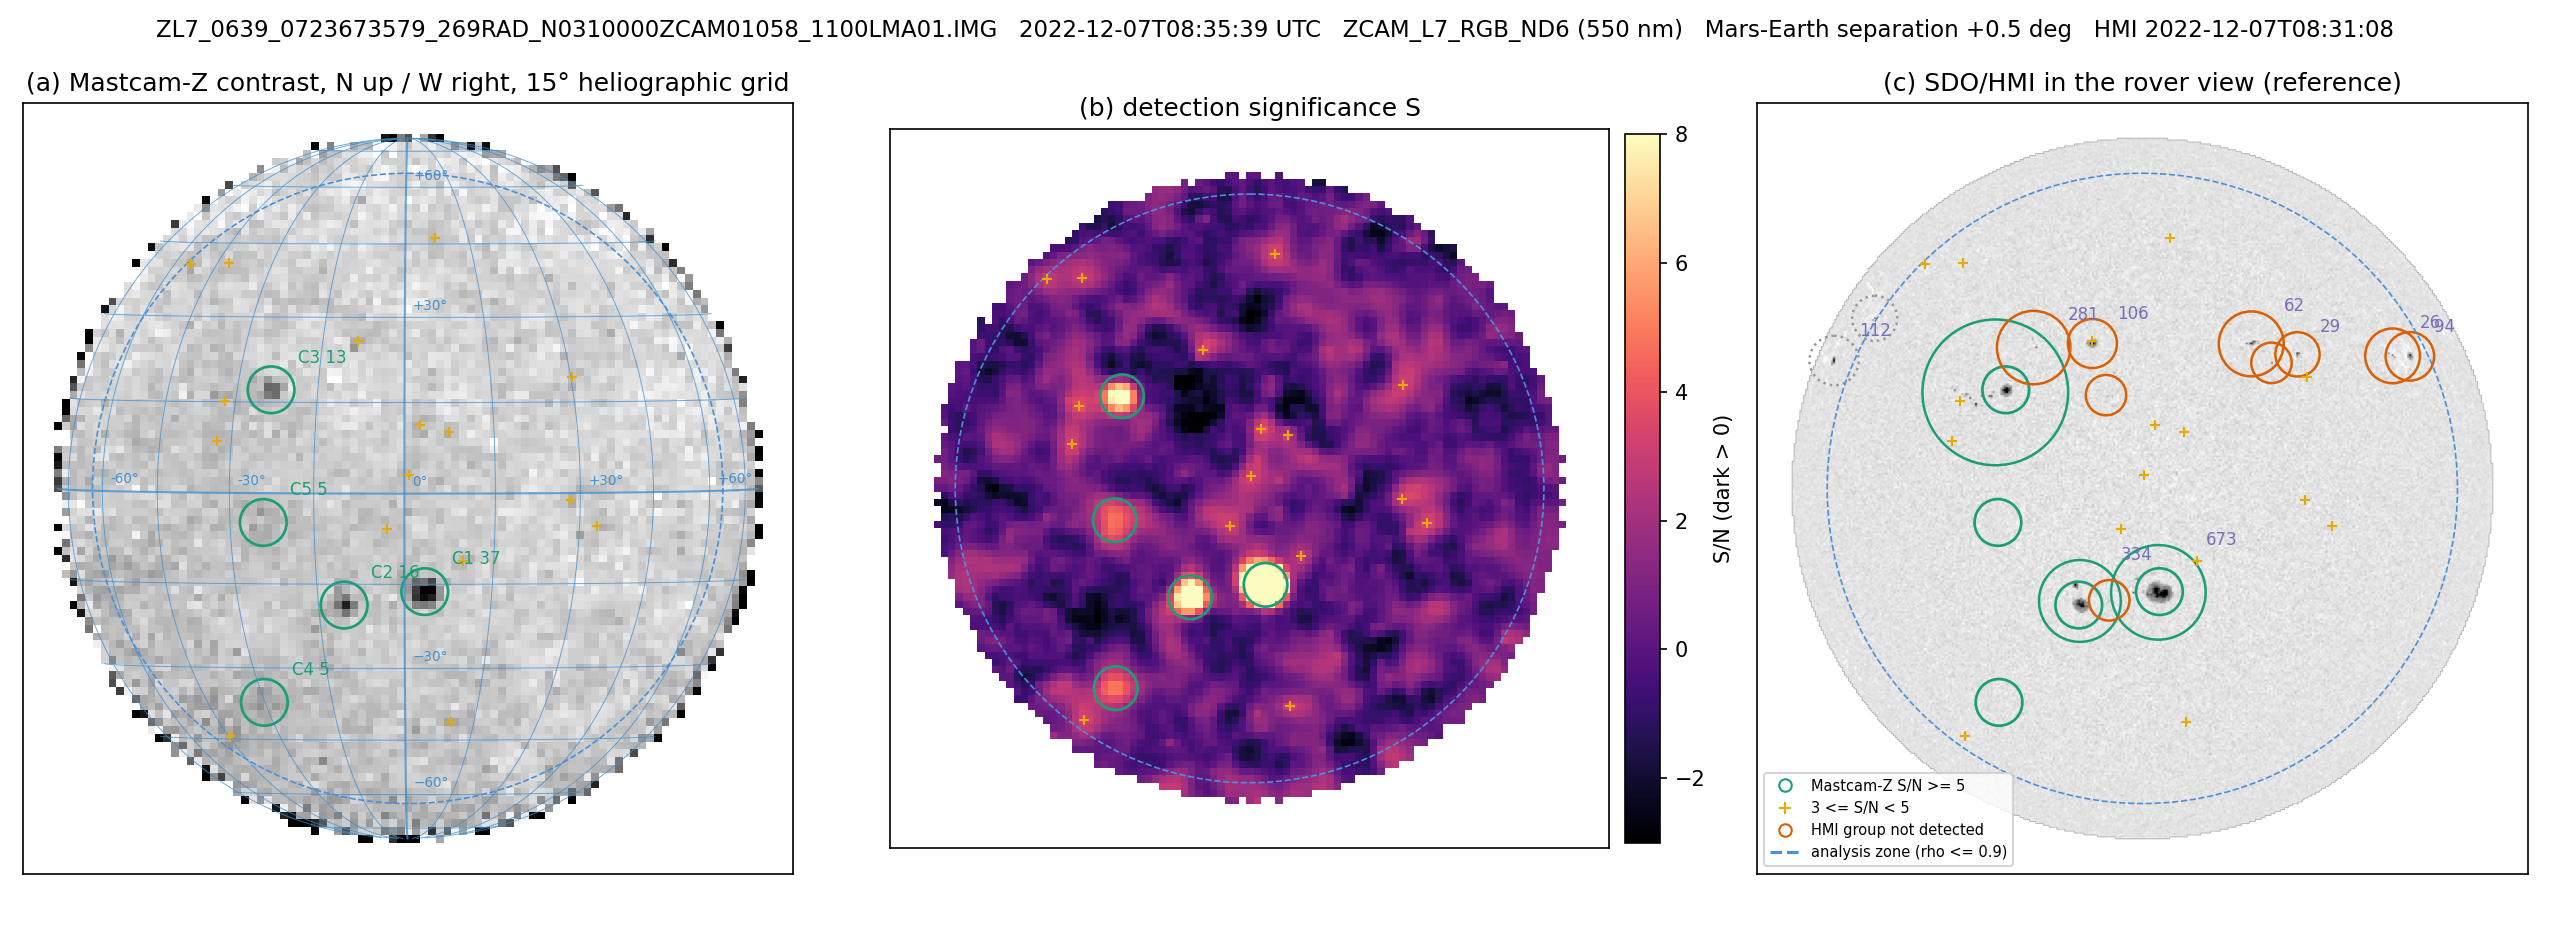 ZL7_0639_0723673579_269RAD_N0310000ZCAM01058_1100LMA01.IMG 2022-12-07T08:35:39 UTC ZCAM_L7_RGB_ND6 (550 nm) Mars-Earth separation +0.5 deg HMI 2022-12-07T08:31:08
(a) Mastcam-Z contrast, N up / W right, 15° heliographic grid
+60°
+30°
C3 13
-60°
-30°
0°
+30°
+60°
C5 5
C2 16
C1 37
−30°
C4 5
−60°
(b) detection significance S
8
6
4
2
0
−2
S/N (dark > 0)
(c) SDO/HMI in the rover view (reference)
112
281
106
62
29
26
94
334
673
Mastcam-Z S/N >= 5
3 <= S/N < 5
HMI group not detected
analysis zone (rho <= 0.9)